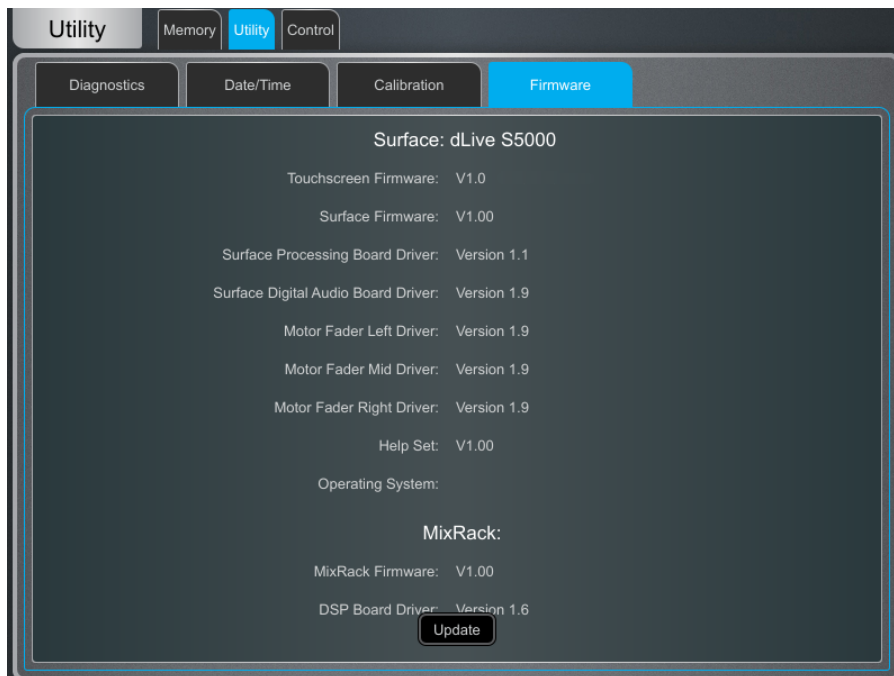 Utility Memory Utility Control
Diagnostics Date/Time Calibration Firmware
Surface: dLive S5000
Touchscreen Firmware: V1.0
Surface Firmware: V1.00
Surface Processing Board Driver: Version 1.1
Surface Digital Audio Board Driver: Version 1.9
Motor Fader Left Driver: Version 1.9
Motor Fader Mid Driver: Version 1.9
Motor Fader Right Driver: Version 1.9
Help Set: V1.00
Operating System:
MixRack:
MixRack Firmware: V1.00
DSP Board Driver: Version 1.6
Update